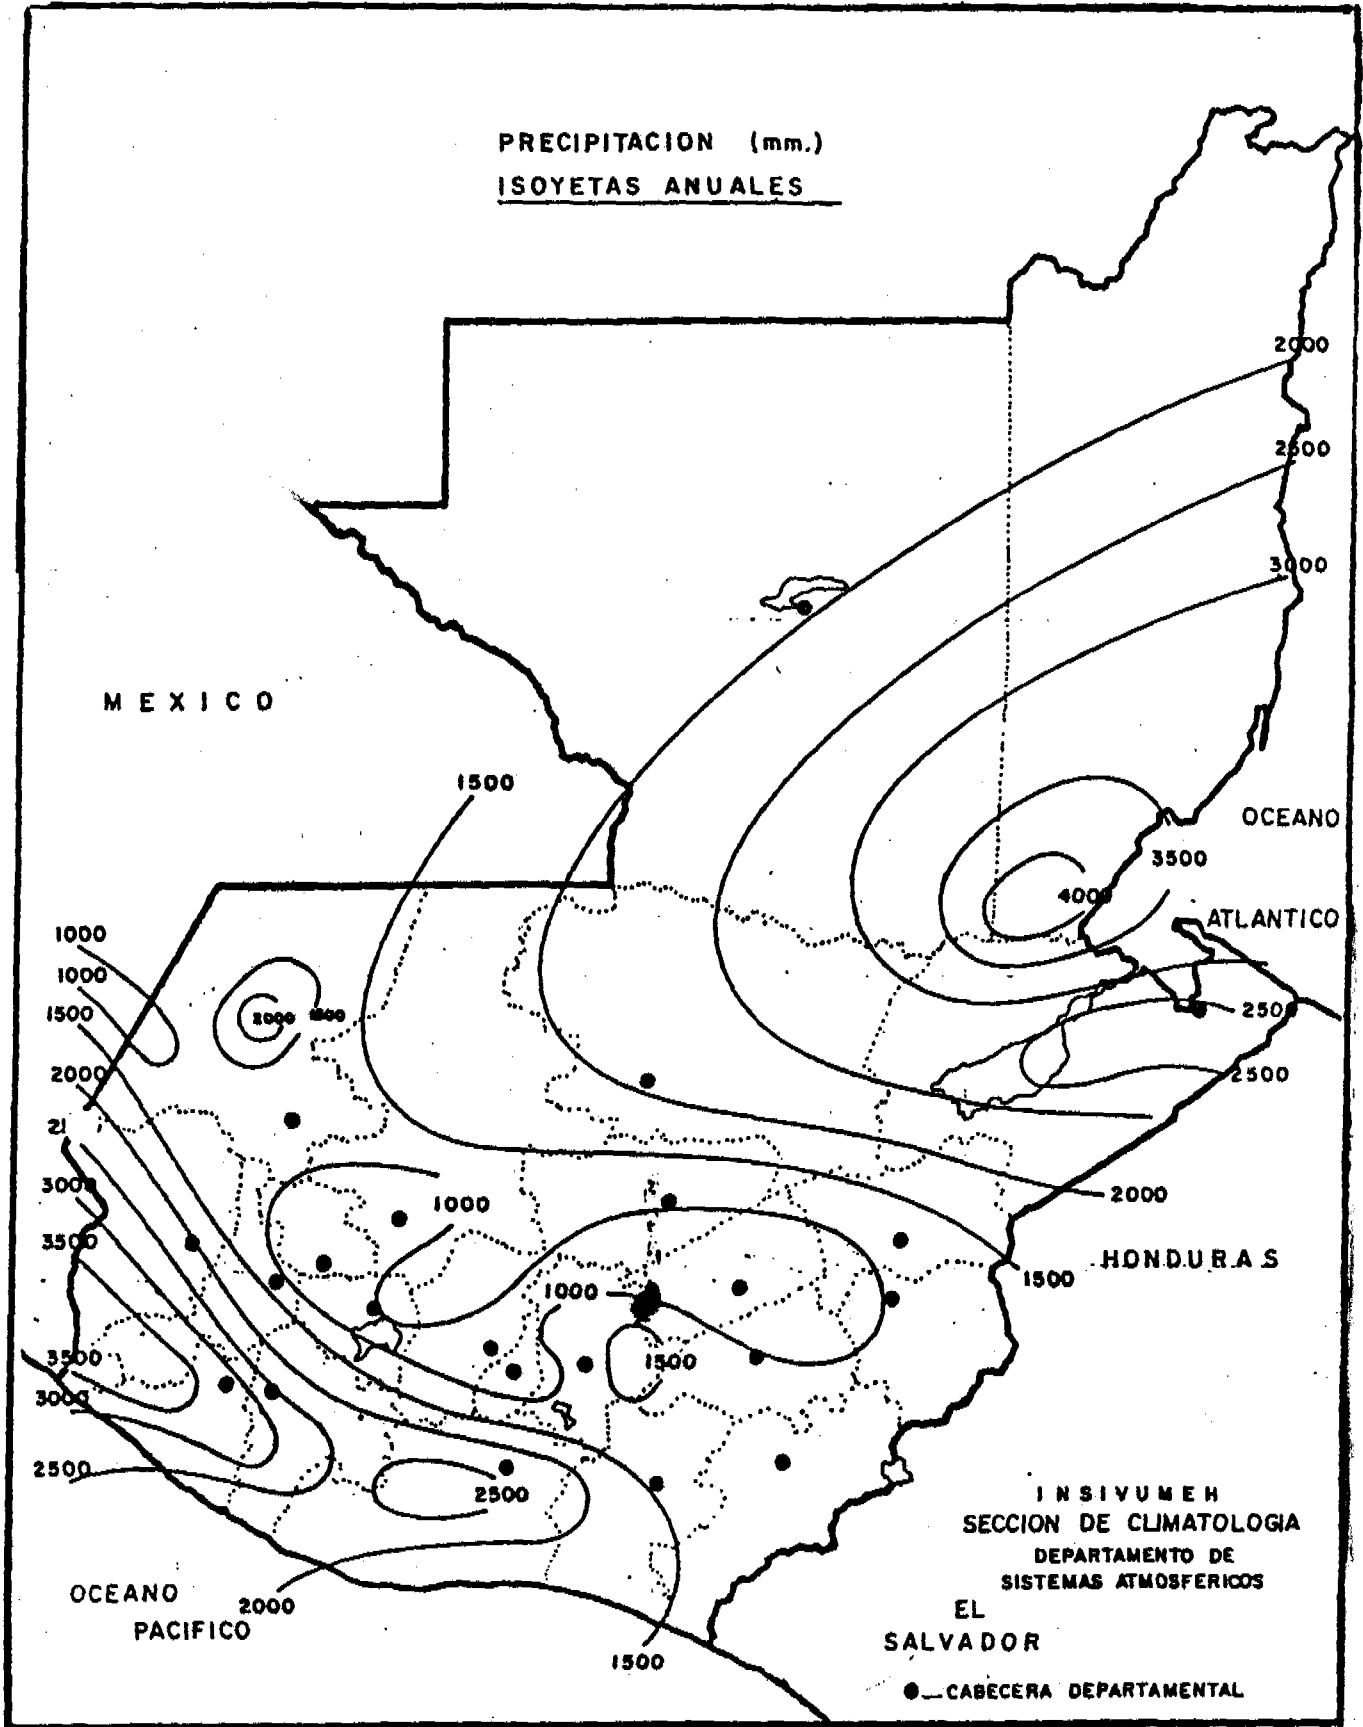 PRECIPITACION (mm.)
ISOYETAS ANUALES
2000
2500
3000
MEXICO
1500
OCEANO
3500
4000
ATLANTICO
1000
1000
1500
2000
2000
2500
2500
3000
3500
1000
2000
HONDURAS
1500
1000
1500
3500
3000
2500
2500
INSIVUMEH
SECCION DE CLIMATOLOGIA
DEPARTAMENTO DE
SISTEMAS ATMOSFERICOS
OCEANO
PACIFICO
2000
EL
SALVADOR
1500
●—CABECERA DEPARTAMENTAL